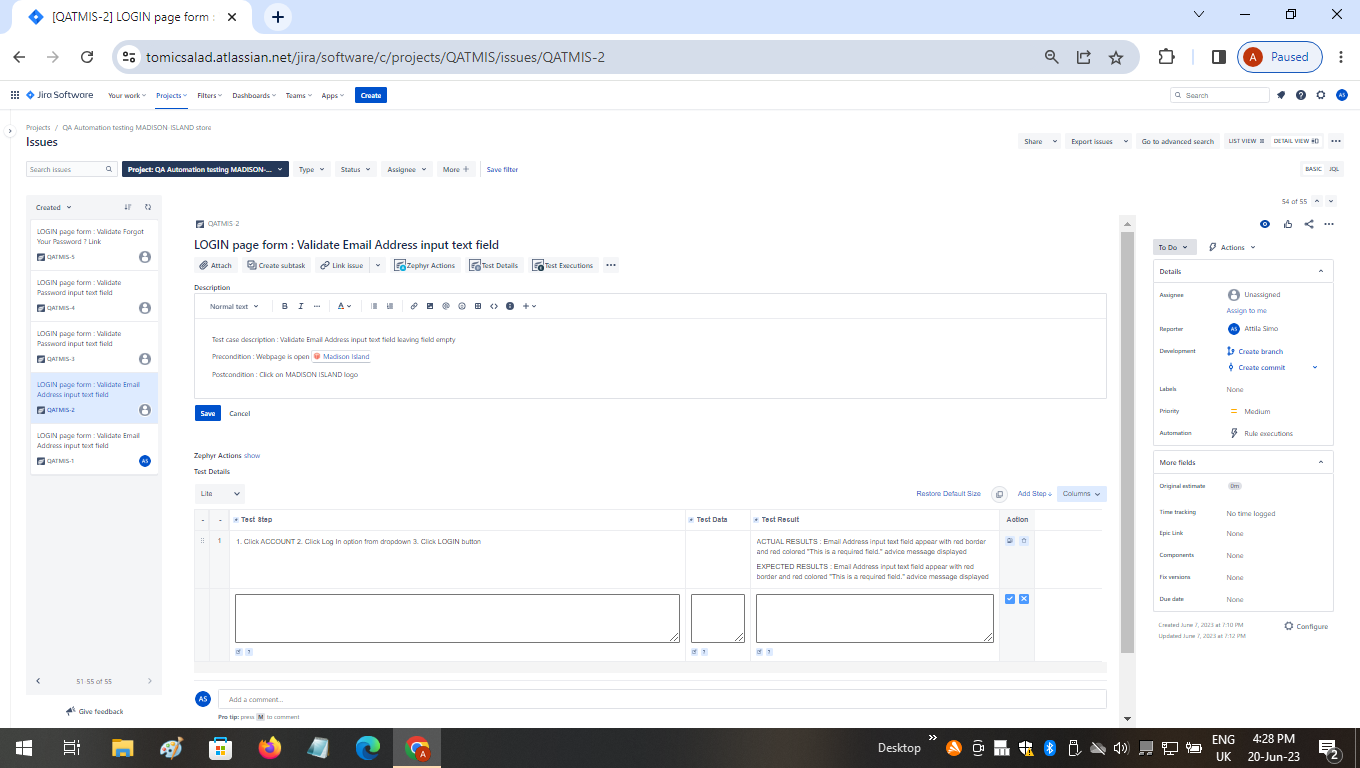 [QATMIS-2] LOGIN page form :
tomicsalad.atlassian.net/jira/software/c/projects/QATMIS/issues/QATMIS-2
A Paused
Jira Software Your work Projects Filters Dashboards Teams Apps Create Search AS
Projects / QA Automation testing MADISON ISLAND store
Issues
Share Export issues Go to advanced search LIST VIEW DETAIL VIEW
Search issues Project: QA Automation testing MADISON-... Type Status Assignee More + Save filter BASIC JQL
54 of 55
Created
LOGIN page form : Validate Forgot
Your Password ? Link
QATMIS-5
LOGIN page form : Validate
Password input text field
QATMIS-4
LOGIN page form : Validate
Password input text field
QATMIS-3
LOGIN page form : Validate Email
Address input text field
QATMIS-2
LOGIN page form : Validate Email
Address input text field
QATMIS-1 AS
51-55 of 55
Give feedback
QATMIS-2
LOGIN page form : Validate Email Address input text field
Attach Create subtask Link issue Zephyr Actions Test Details Test Executions
Description
Normal text B I A
Test case description : Validate Email Address input text field leaving field empty
Precondition : Webpage is open Madison Island
Postcondition : Click on MADISON ISLAND logo
Save Cancel
Zephyr Actions show
Test Details
Lite Restore Default Size Add Step Columns
- - Test Step Test Data Test Result Action
1 1. Click ACCOUNT 2. Click Log In option from dropdown 3. Click LOGIN button
ACTUAL RESULTS : Email Address input text field appear with red border
and red colored "This is a required field." advice message displayed
EXPECTED RESULTS : Email Address input text field appear with red
border and red colored "This is a required field." advice message displayed
AS Add a comment...
Pro tip: press M to comment
To Do Actions
Details
Assignee Unassigned
Assign to me
Reporter AS Attila Simo
Development Create branch
Create commit
Labels None
Priority Medium
Automation Rule executions
More fields
Original estimate 0m
Time tracking No time logged
Epic Link None
Components None
Fix versions None
Due date None
Created June 7, 2023 at 7:10 PM
Updated June 7, 2023 at 7:12 PM
Configure
Desktop ENG 4:28 PM
UK 20-Jun-23 2